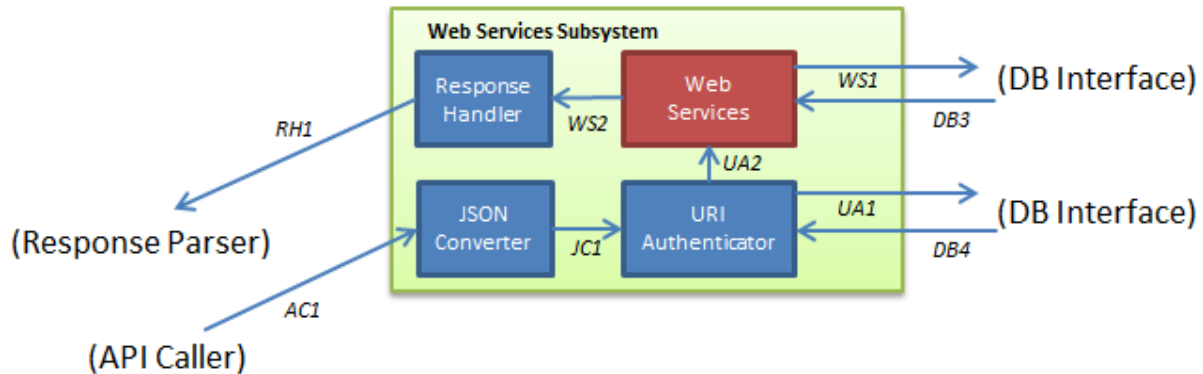 Web Services Subsystem
Response
Handler
Web
Services
WS1
(DB Interface)
DB3
WS2
RH1
UA2
JSON
Converter
URI
Authenticator
UA1
(DB Interface)
DB4
JC1
(Response Parser)
AC1
(API Caller)